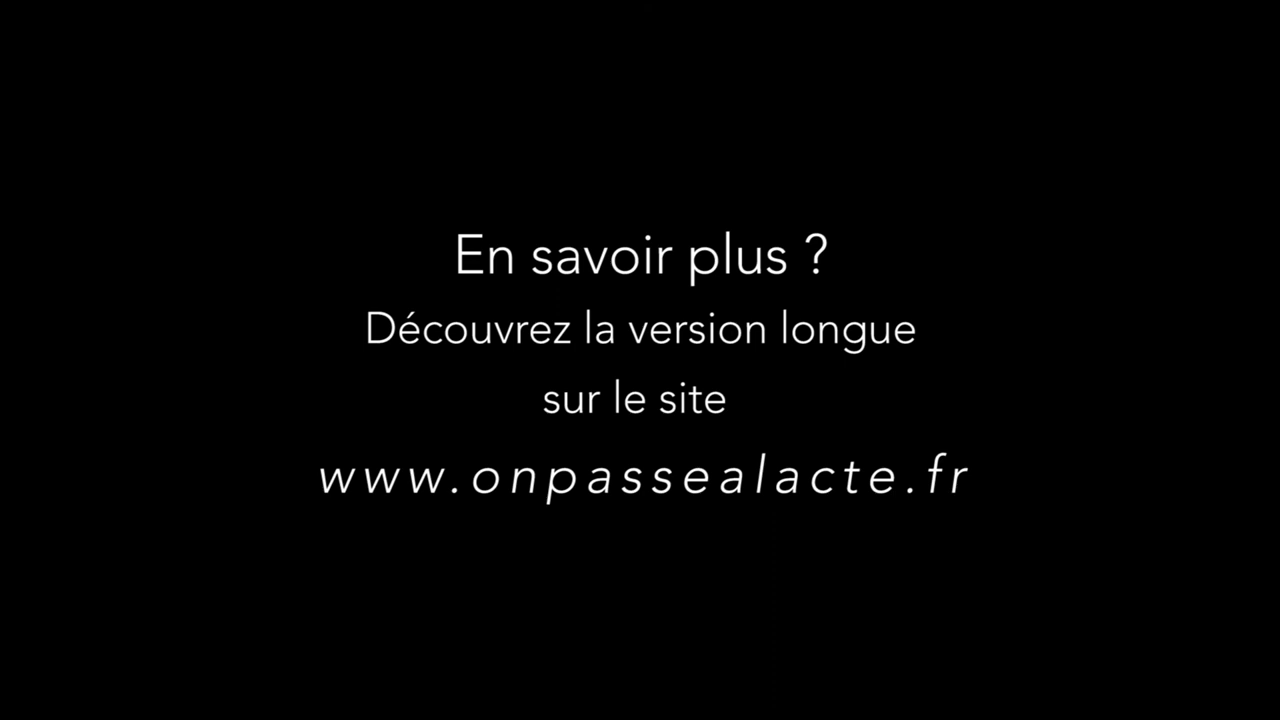 En savoir plus ?
Découvrez la version longue
sur le site
www.onpassealacte.fr